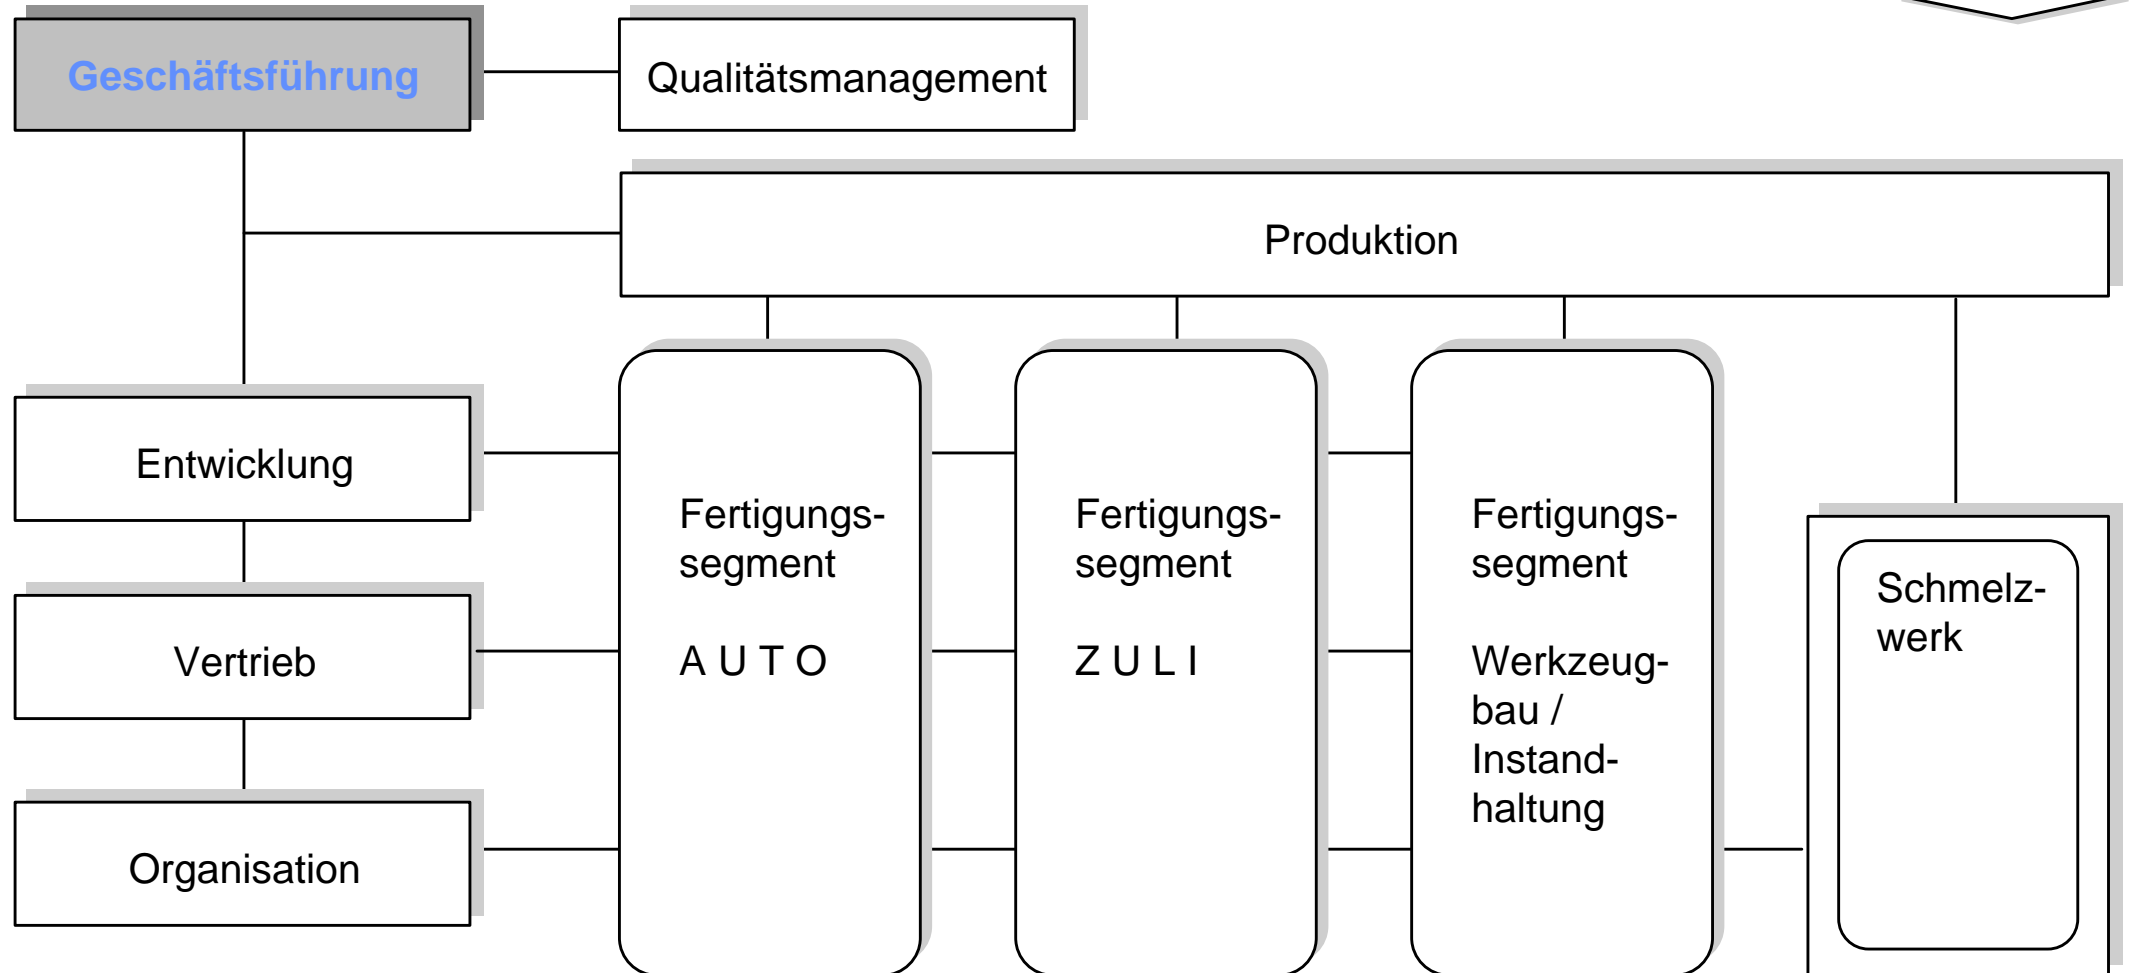 Geschäftsführung
Qualitätsmanagement
Produktion
Entwicklung
Vertrieb
Organisation
Fertigungs-
segment
A U T O
Fertigungs-
segment
Z U L I
Fertigungs-
segment
Werkzeug-
bau /
Instand-
haltung
Schmelz-
werk